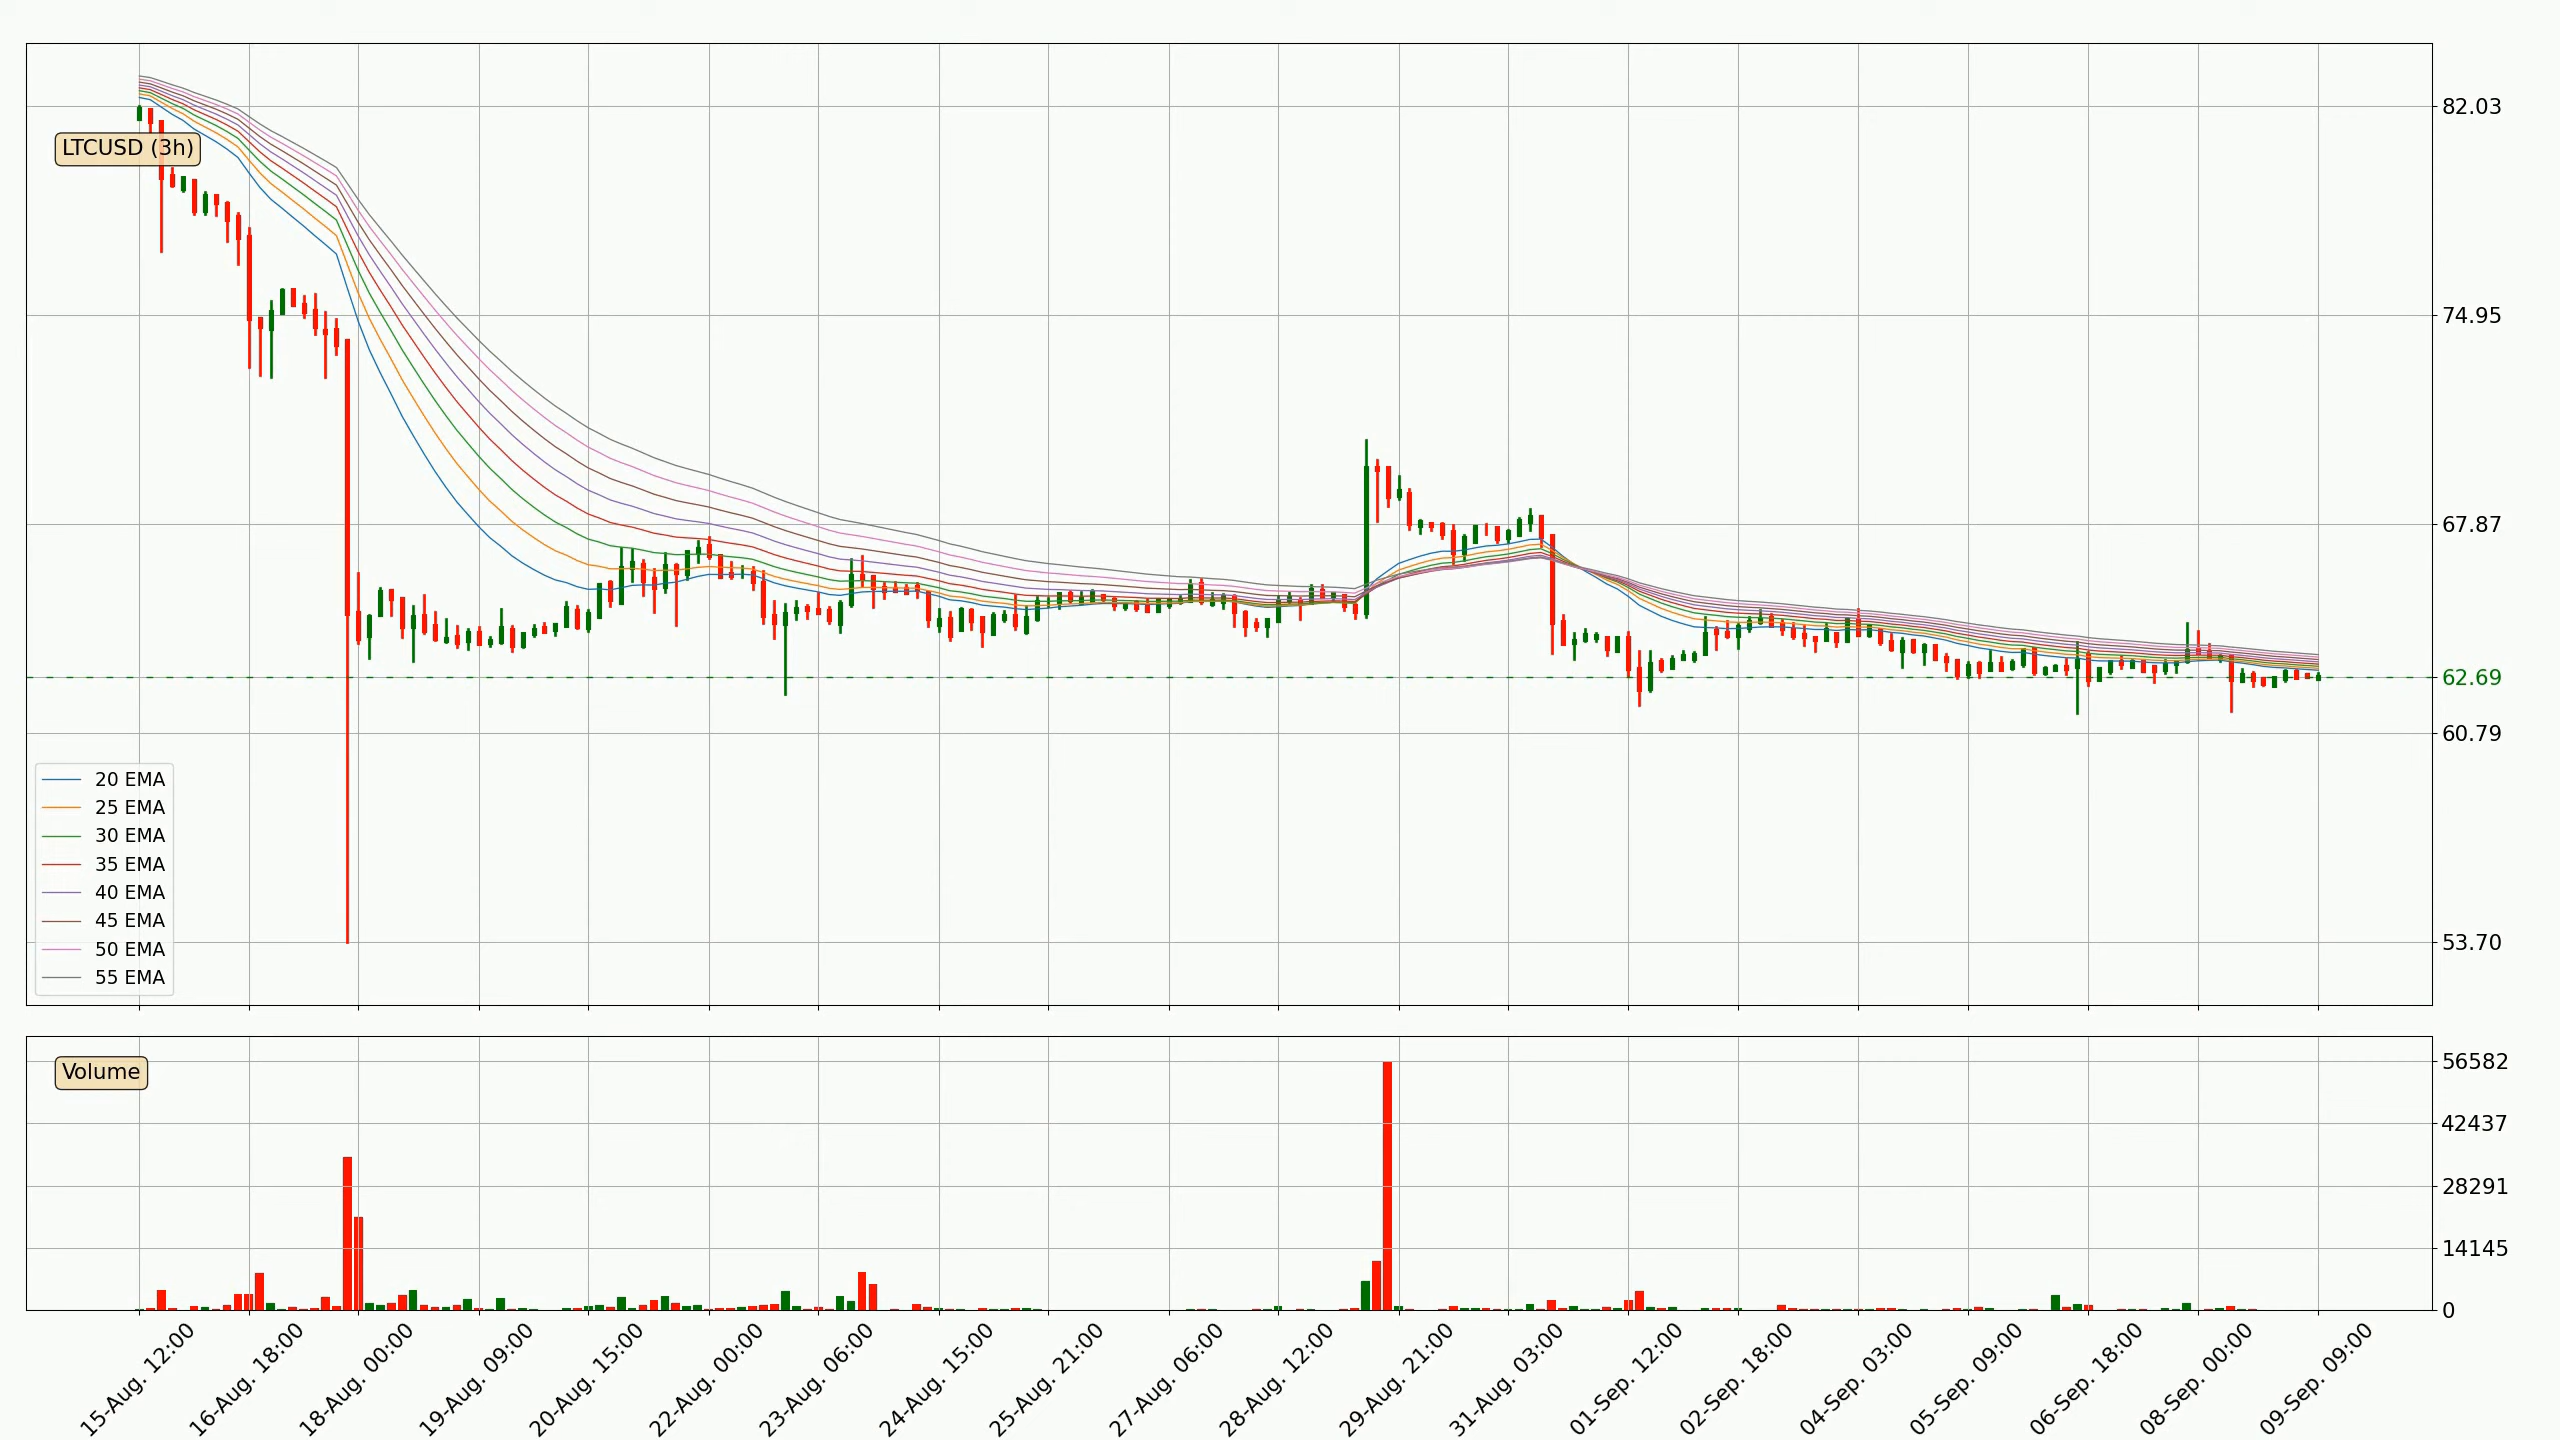 LTCUSD (3h)
82.03
74.95
67.87
62.69
60.79
53.70
20 EMA
25 EMA
30 EMA
35 EMA
40 EMA
45 EMA
50 EMA
55 EMA
Volume
56582
42437
28291
14145
0
15-Aug. 12:00
16-Aug. 18:00
18-Aug. 00:00
19-Aug. 09:00
20-Aug. 15:00
22-Aug. 00:00
23-Aug. 06:00
24-Aug. 15:00
25-Aug. 21:00
27-Aug. 06:00
28-Aug. 12:00
29-Aug. 21:00
31-Aug. 03:00
01-Sep. 12:00
02-Sep. 18:00
04-Sep. 03:00
05-Sep. 09:00
06-Sep. 18:00
08-Sep. 00:00
09-Sep. 09:00